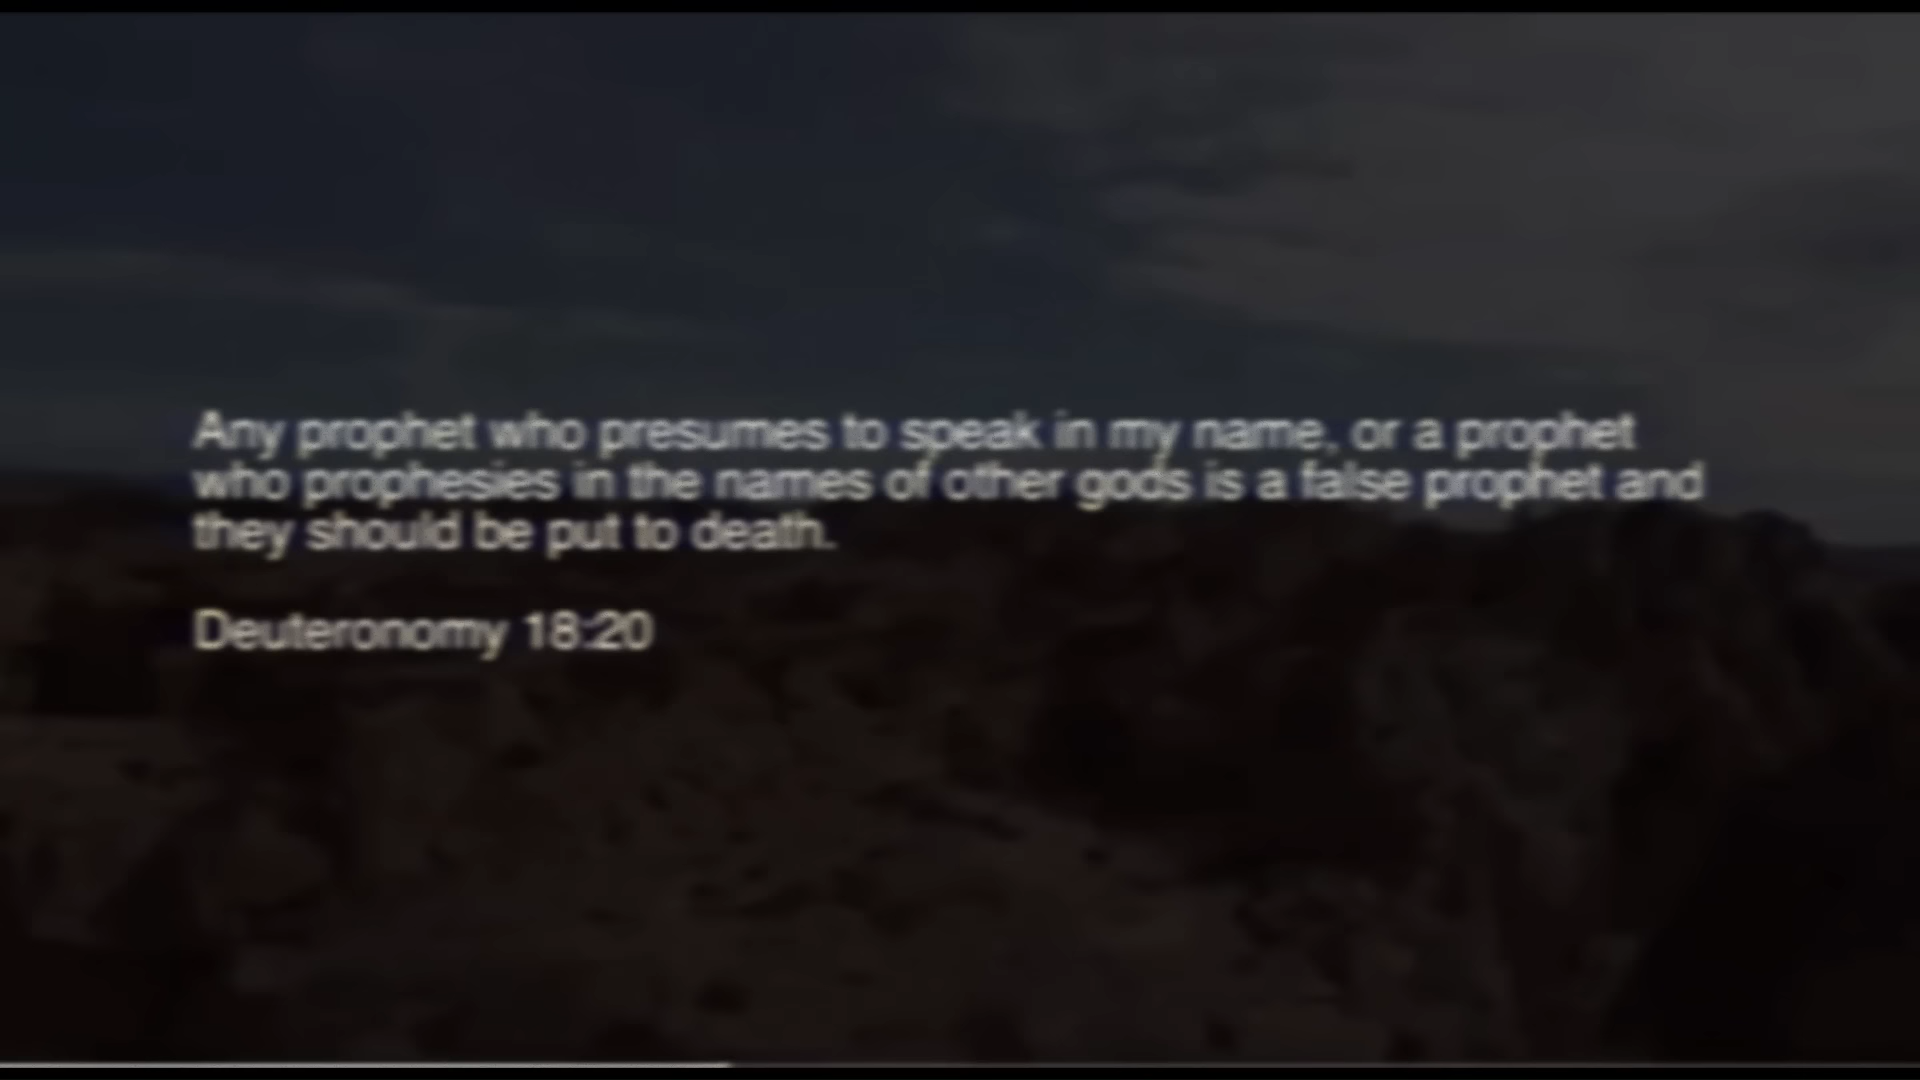 Any prophet who presumes to speak in my name, or a prophet
who prophesies in the names of other gods is a false prophet and
they should be put to death.
Deuteronomy 18:20